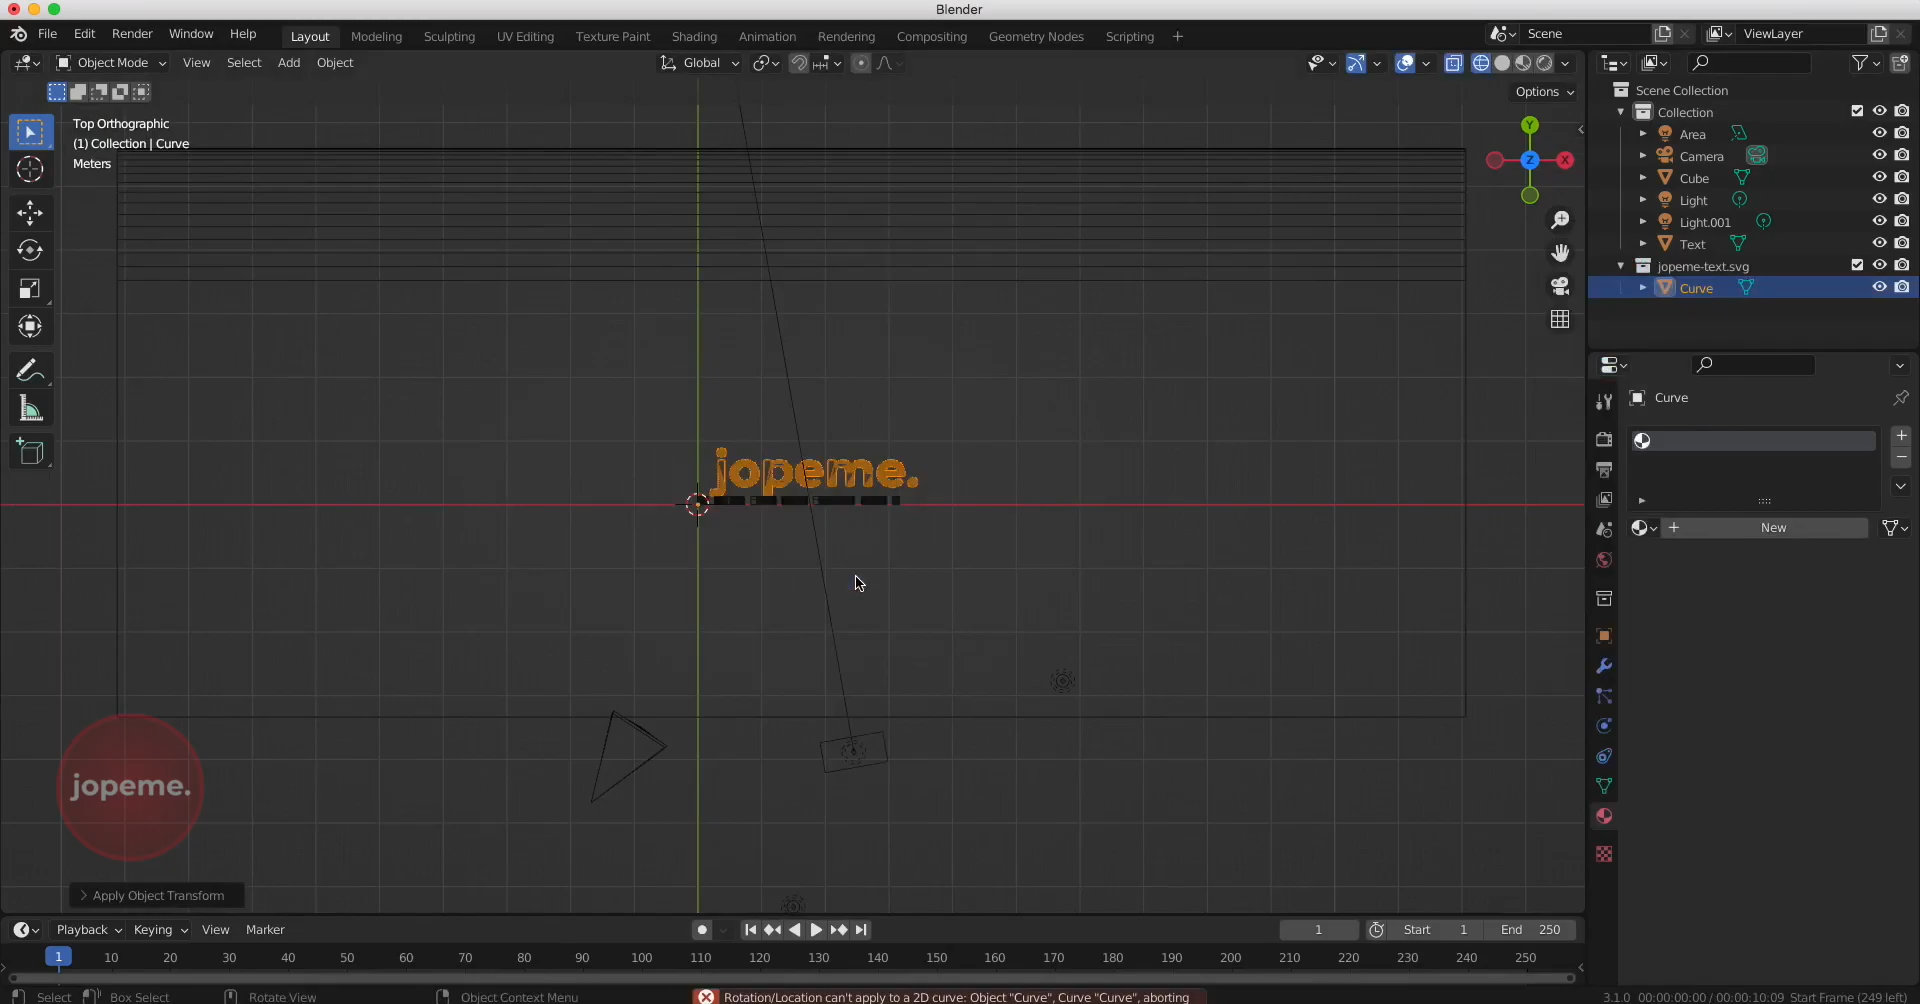 Blender
File Edit Render Window Help Layout Modeling Sculpting UV Editing Texture Paint Shading Animation Rendering Compositing Geometry Nodes Scripting + Scene ViewLayer
Object Mode View Select Add Object Global
Options
Top Orthographic
(1) Collection | Curve
Meters
Y
Z
X
Scene Collection
Collection
Area
Camera
Cube
Light
Light.001
Text
jopeme-text.svg
Curve
Curve
New
jopeme.
jopeme.
Apply Object Transform
Playback Keying View Marker 1 Start 1 End 250
1 10 20 30 40 50 60 70 80 90 100 110 120 130 140 150 160 170 180 190 200 210 220 230 240 250
Select Box Select Rotate View Object Context Menu Rotation/Location can't apply to a 2D curve: Object "Curve", Curve "Curve", aborting 3.1.0 00:00:00:00 / 00:00:10:09 Start Frame (249 left)